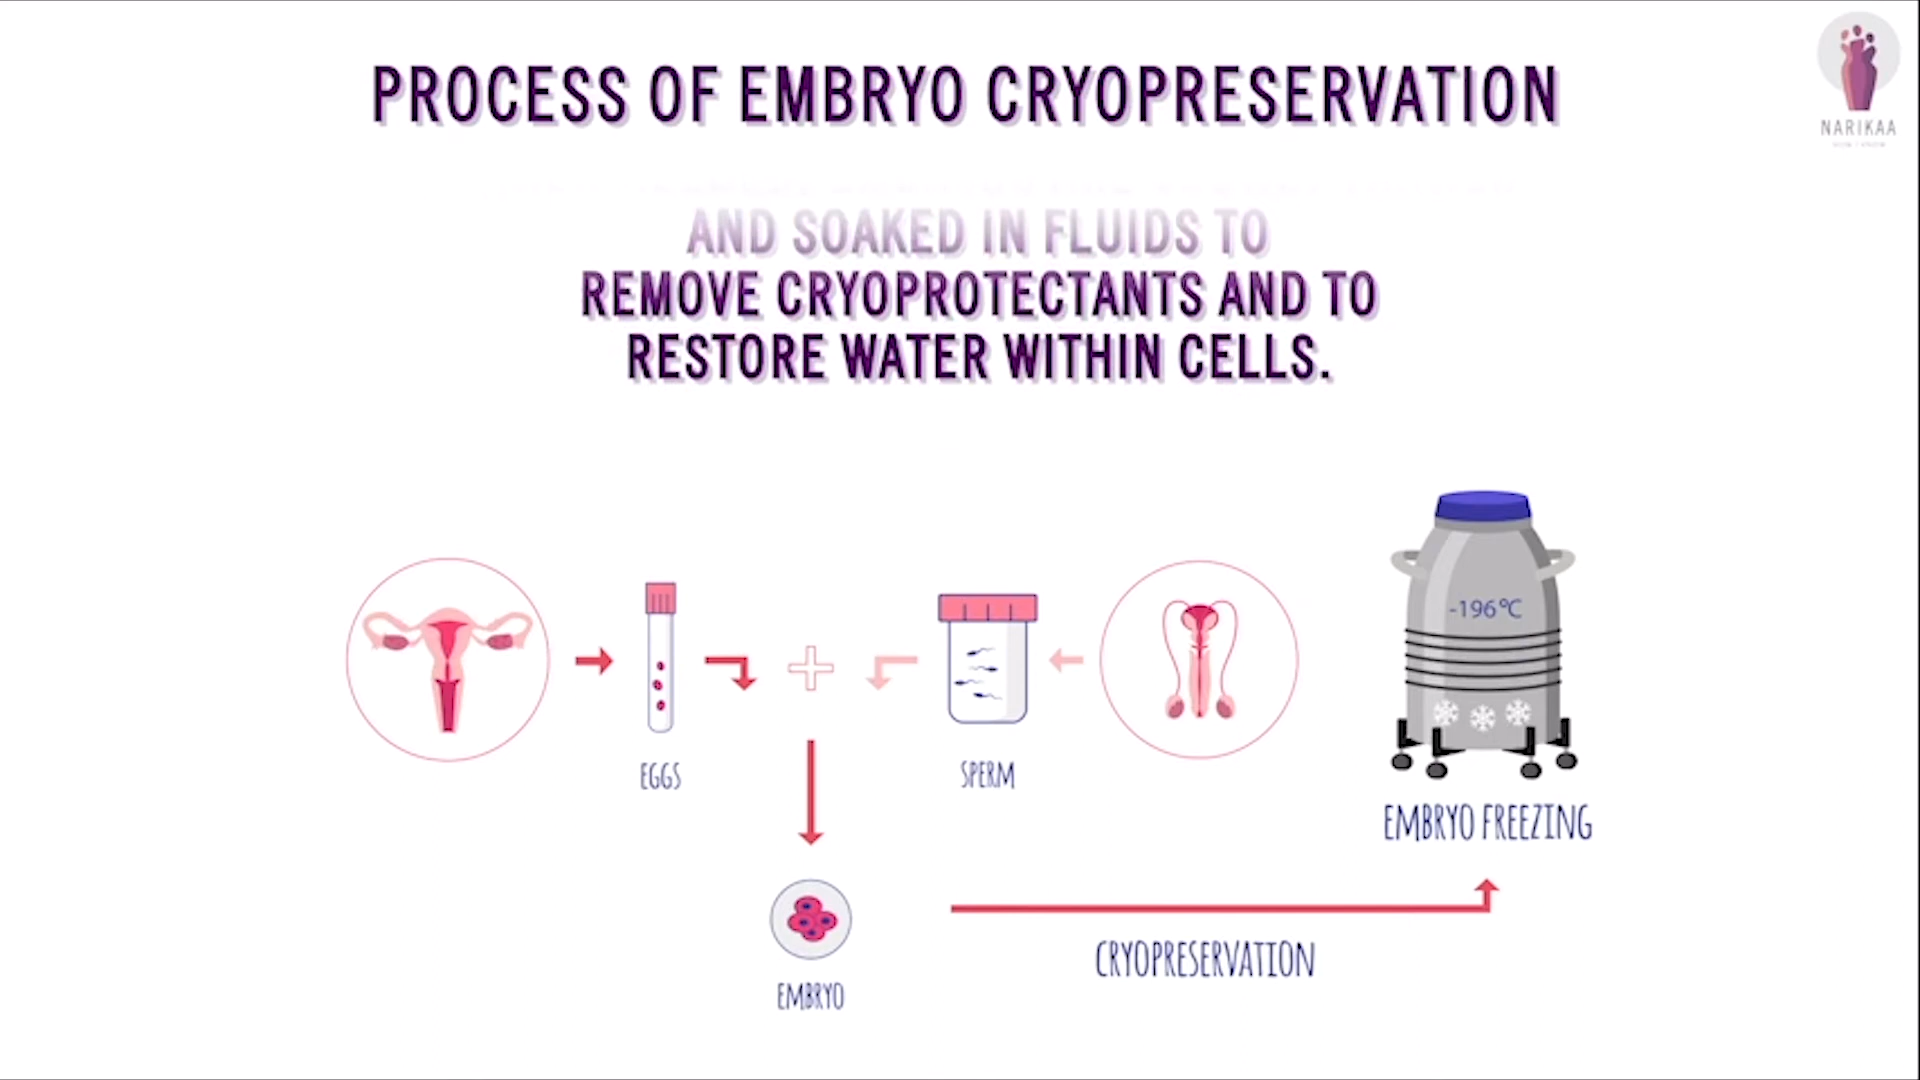 PROCESS OF EMBRYO CRYOPRESERVATION
NARIKAA
AND SOAKED IN FLUIDS TO
REMOVE CRYOPROTECTANTS AND TO
RESTORE WATER WITHIN CELLS.
-196°C
EGGS
SPERM
EMBRYO FREEZING
CRYOPRESERVATION
EMBRYO